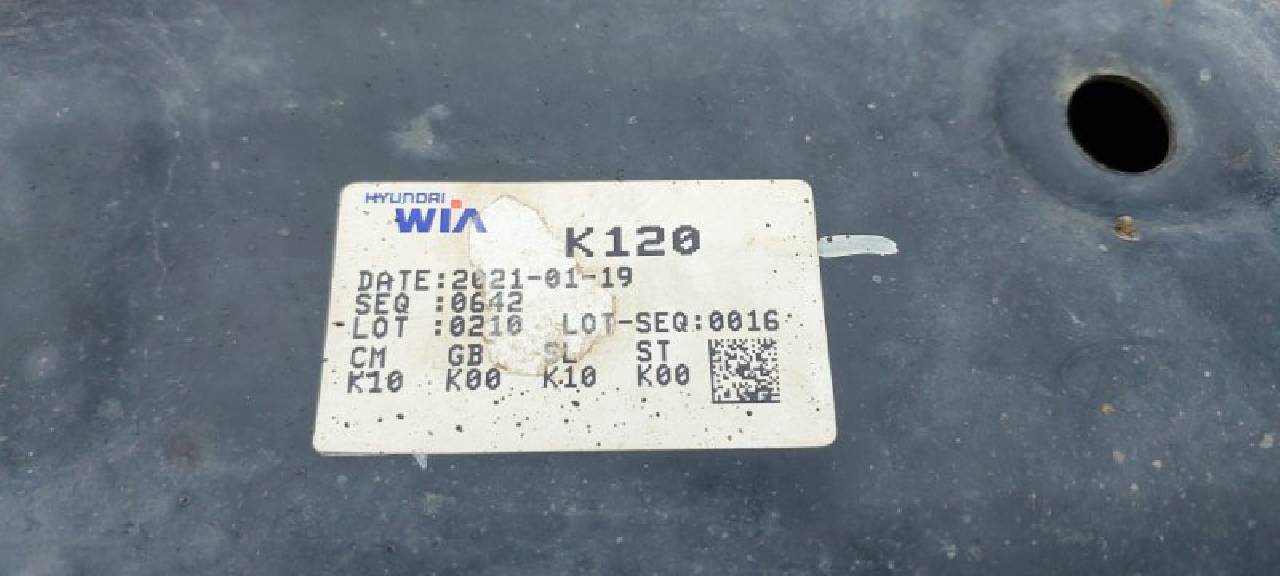 HYUNDAI
WIA
K120
DATE:2021-01-19
SEQ :0642
LOT :0210 LOT-SEQ:0016
CM GB SL ST
K10 K00 K10 K00